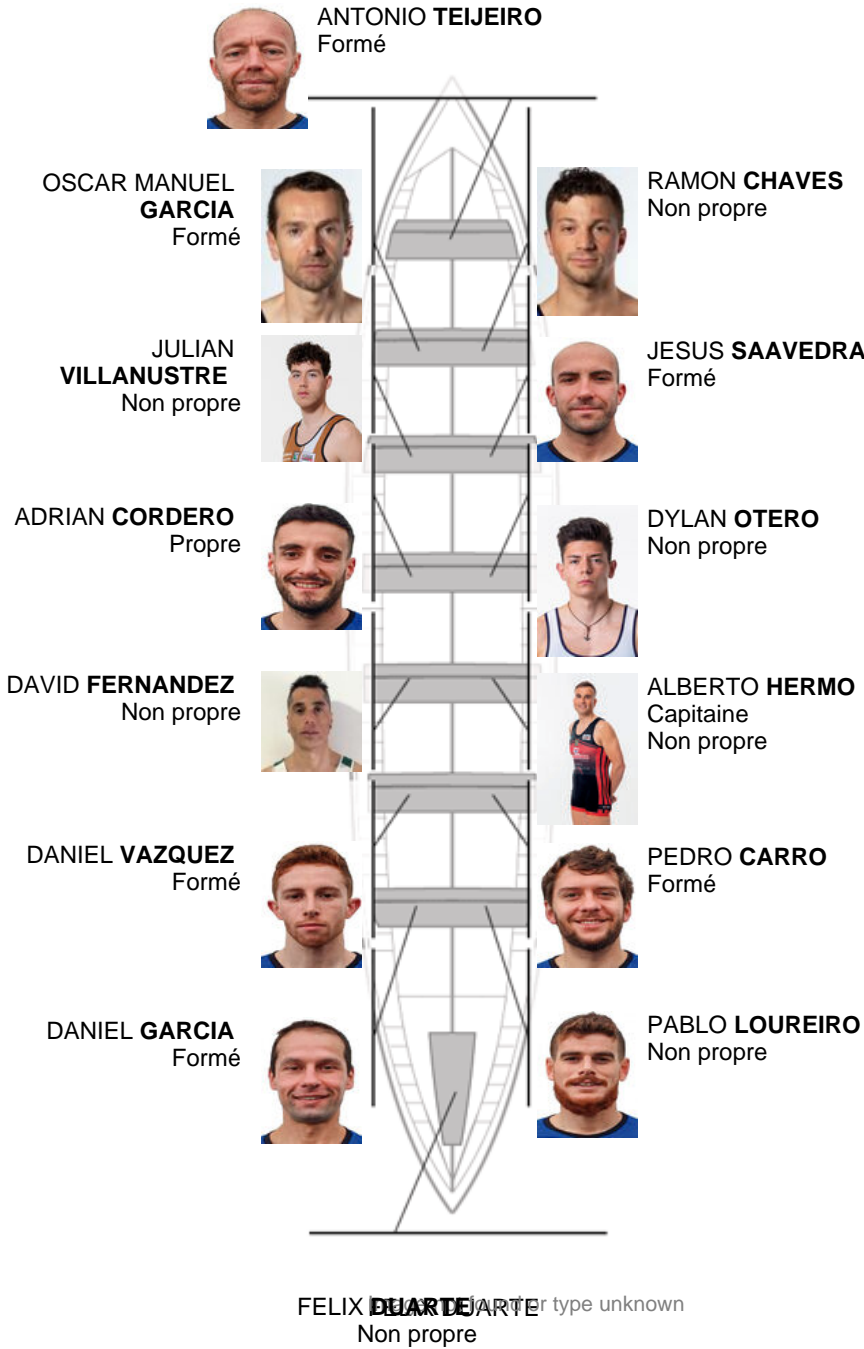 ANTONIO TEIJEIRO
Formé
OSCAR MANUEL
GARCIA
Formé
RAMON CHAVES
Non propre
JULIAN
VILLANUSTRE
Non propre
JESUS SAAVEDRA
Formé
ADRIAN CORDERO
Propre
DYLAN OTERO
Non propre
DAVID FERNANDEZ
Non propre
ALBERTO HERMO
Capitaine
Non propre
DANIEL VAZQUEZ
Formé
PEDRO CARRO
Formé
DANIEL GARCIA
Formé
PABLO LOUREIRO
Non propre
FELIX DUARTE or type unknown
Non propre